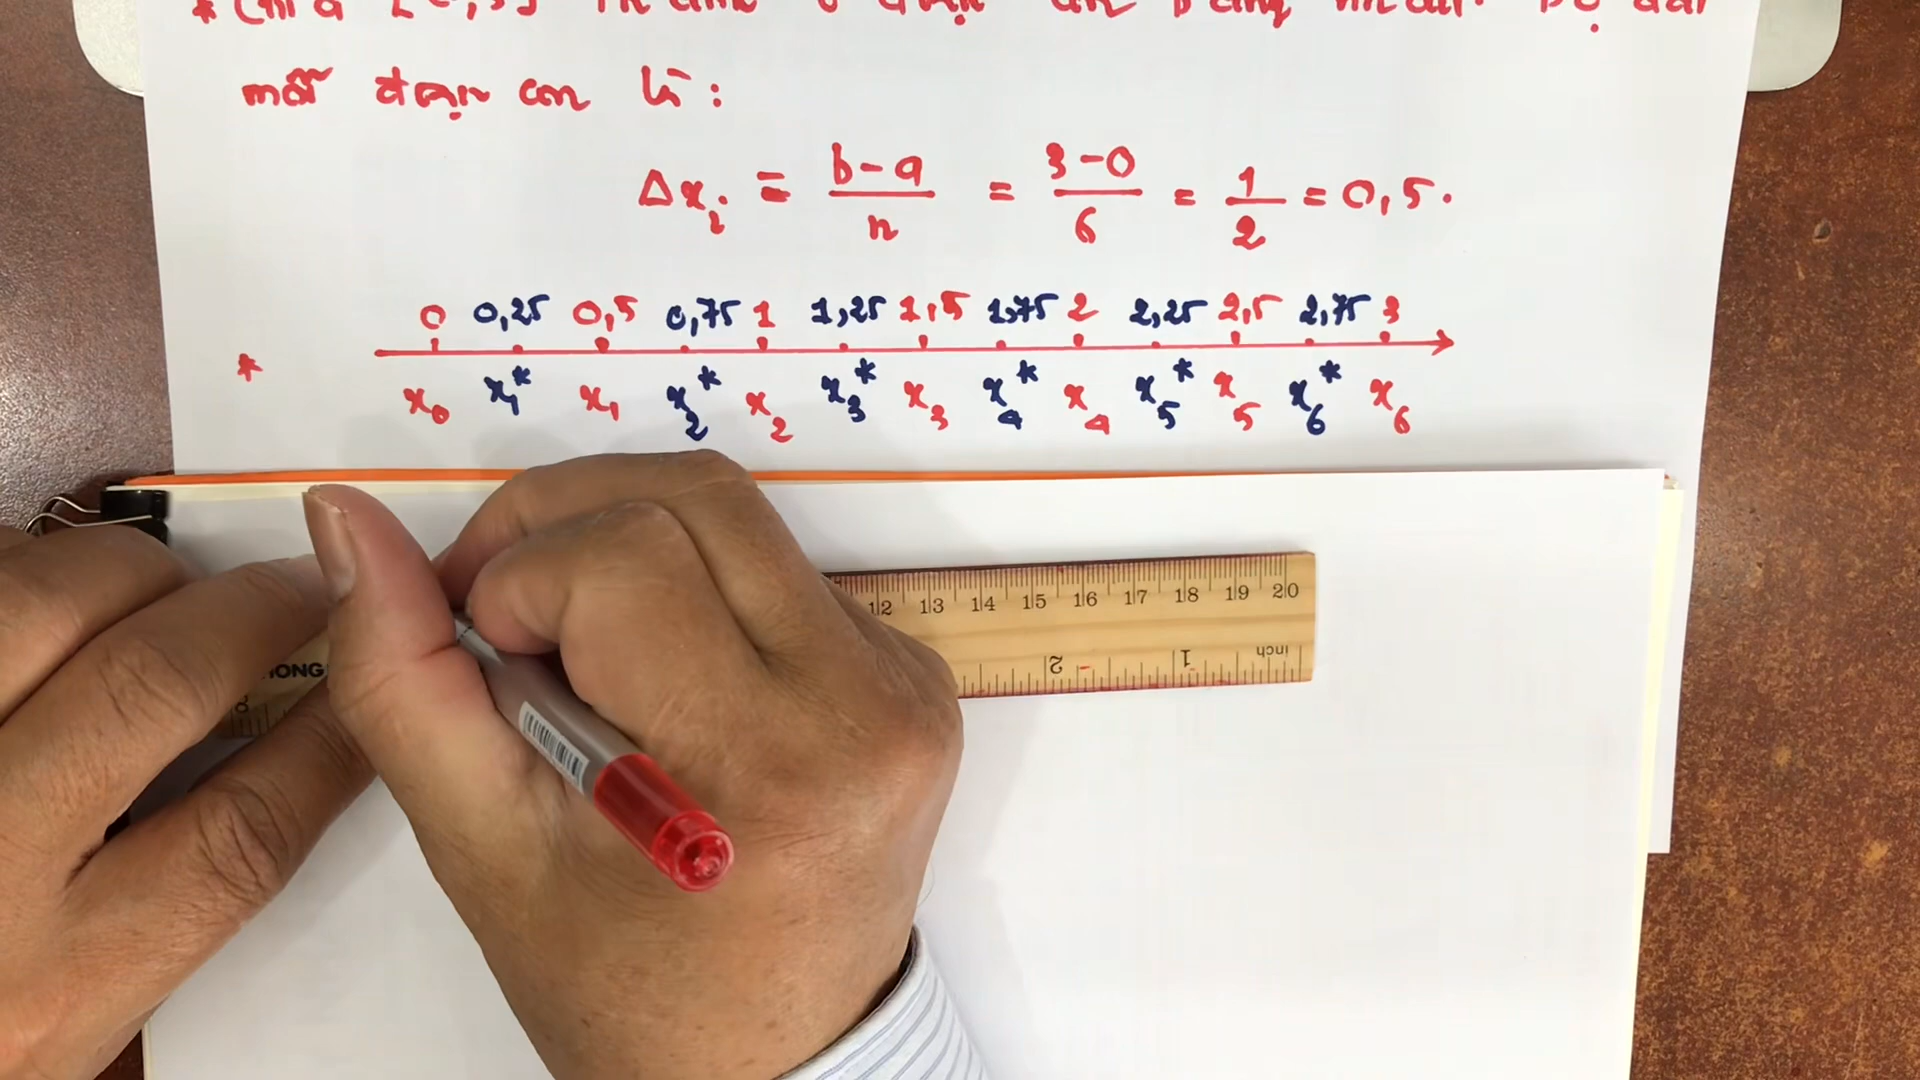 mỗi đoạn con là:
Δxᵢ = b-a/n = 3-0/6 = 1/2 = 0,5.
0 0,25 0,5 0,75 1 1,25 1,5 1,75 2 2,25 2,5 2,75 3
* x₀ x₁* x₁ x₂* x₂ x₃* x₃ x₄* x₄ x₅* x₅ x₆* x₆
12 13 14 15 16 17 18 19 20
2 1 inch